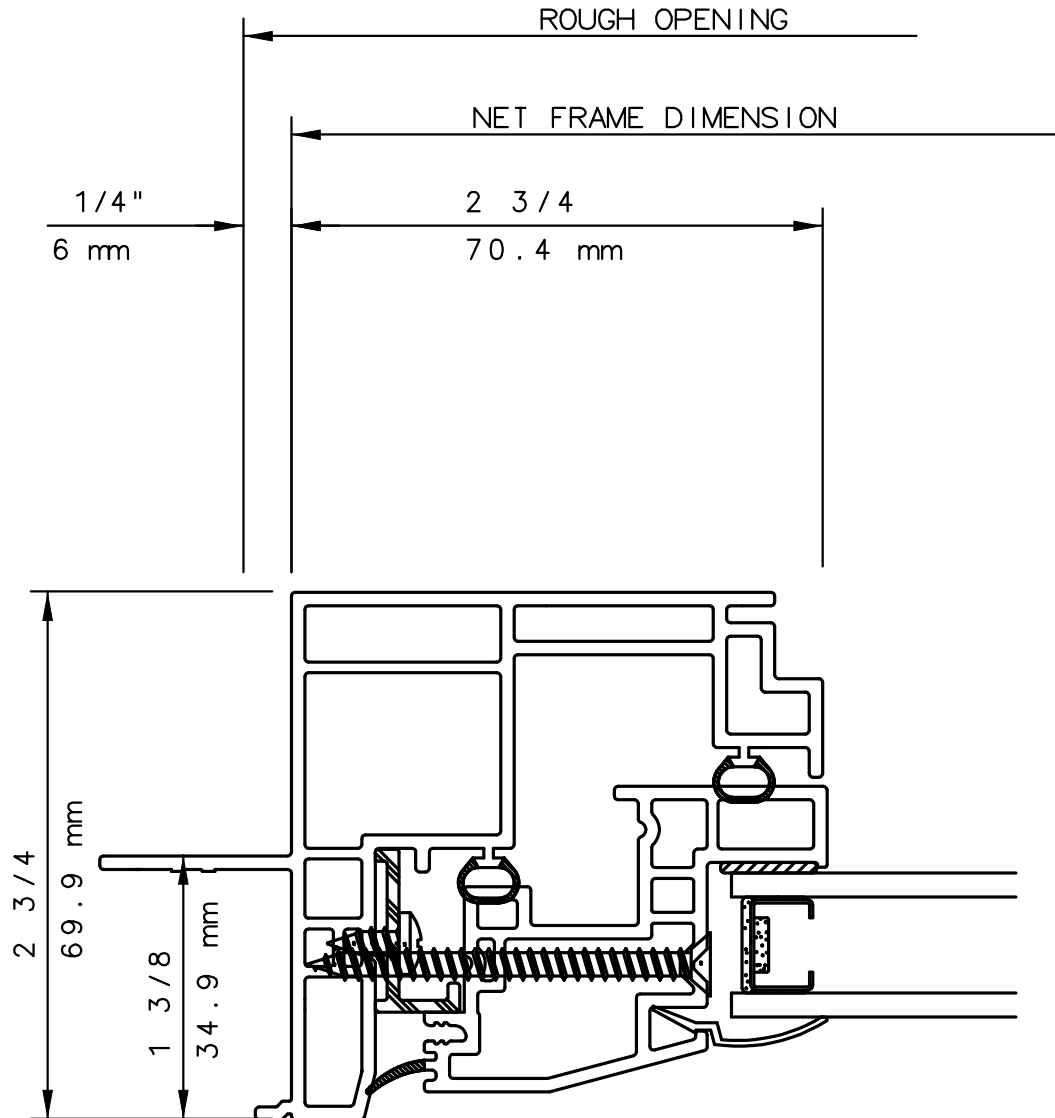 ROUGH OPENING
NET FRAME DIMENSION
1/4"
6 mm
2 3/4
70.4 mm
2 3/4
69.9 mm
1 3/8
34.9 mm